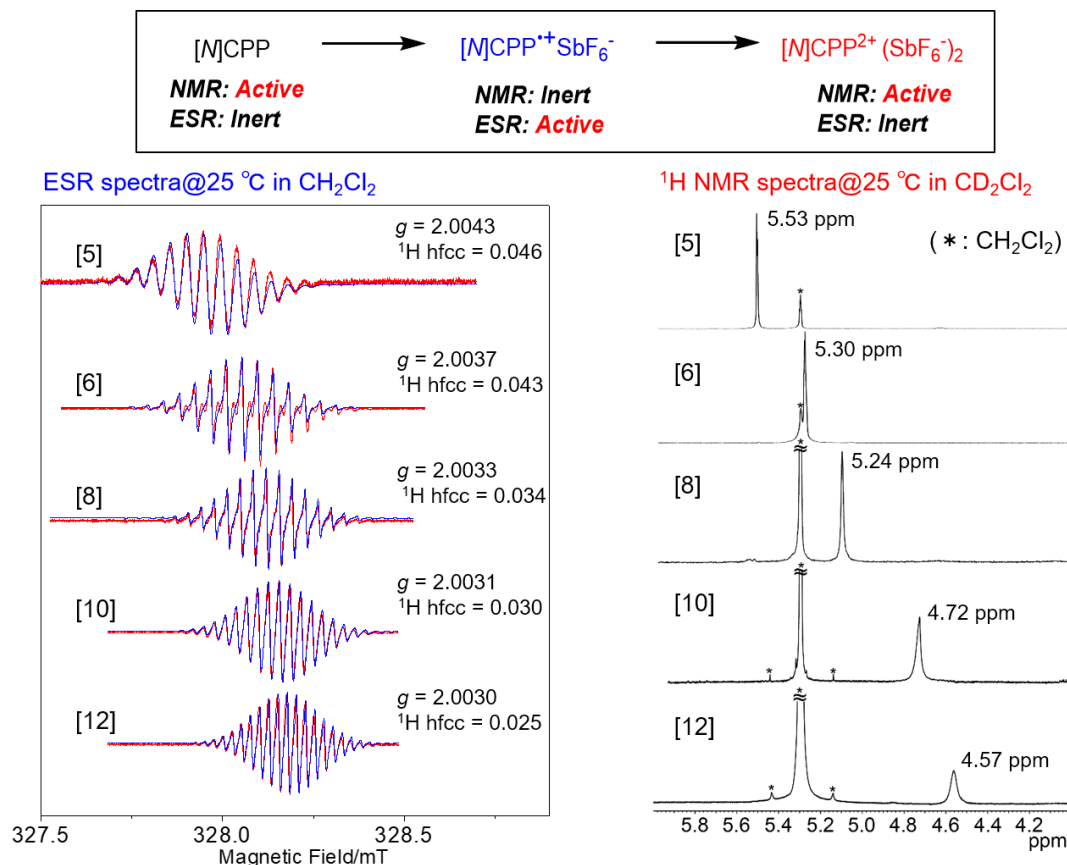 [N]CPP [N]CPP•+SbF6- [N]CPP2+ (SbF6-)2
NMR: Active NMR: Inert NMR: Active
ESR: Inert ESR: Active ESR: Inert
ESR spectra@25 °C in CH2Cl2
[5]
g = 2.0043
1H hfcc = 0.046
[6]
g = 2.0037
1H hfcc = 0.043
[8]
g = 2.0033
1H hfcc = 0.034
[10]
g = 2.0031
1H hfcc = 0.030
[12]
g = 2.0030
1H hfcc = 0.025
327.5 328.0 328.5
Magnetic Field/mT
1H NMR spectra@25 °C in CD2Cl2
5.53 ppm
[5]
(*: CH2Cl2)
*
5.30 ppm
[6]
*
*
5.24 ppm
[8]
*
4.72 ppm
[10]
* *
*
4.57 ppm
[12]
* *
5.8 5.6 5.4 5.2 5.0 4.8 4.6 4.4 4.2
ppm